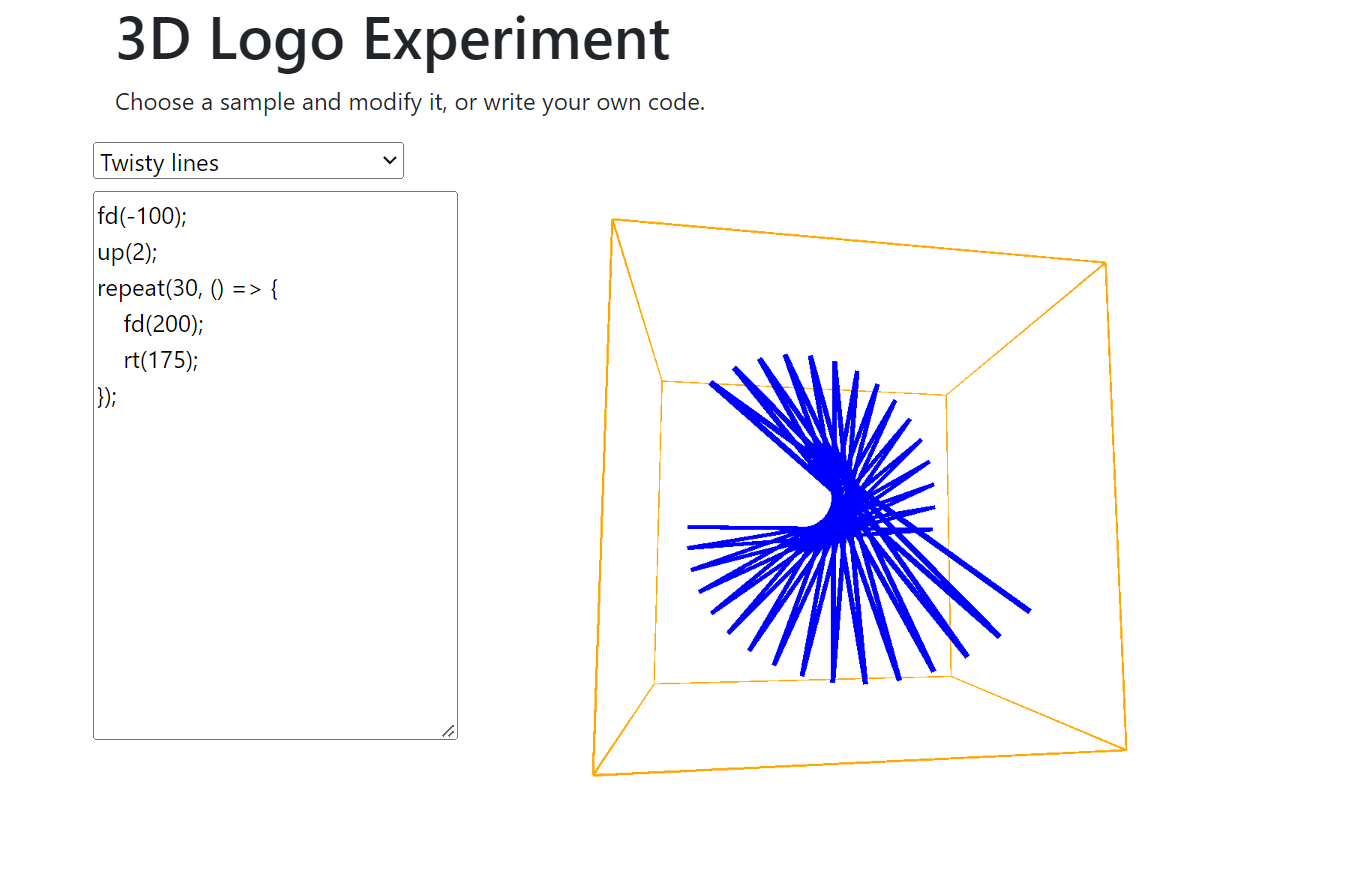 3D Logo Experiment
Choose a sample and modify it, or write your own code.
Twisty lines
fd(-100);
up(2);
repeat(30, () => {
    fd(200);
    rt(175);
});